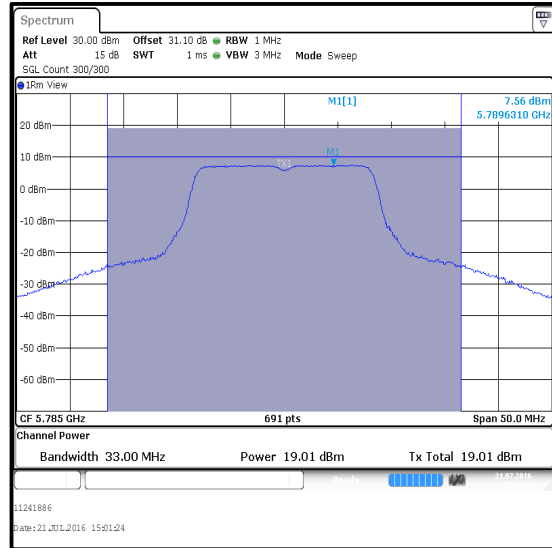 Spectrum
Ref Level 30.00 dBm Offset 31.10 dB RBW 1 MHz
Att 15 dB SWT 1 ms VBW 3 MHz Mode Sweep
SGL Count 300/300
1Rm View
M1[1] 7.56 dBm
5.7896310 GHz
20 dBm
M1
10 dBm
TX1
0 dBm
-10 dBm
-20 dBm
-30 dBm
-40 dBm
-50 dBm
-60 dBm
CF 5.785 GHz 691 pts Span 50.0 MHz
Channel Power
Bandwidth 33.00 MHz Power 19.01 dBm Tx Total 19.01 dBm
Ready 21.07.2016
11241886
Date: 21.JUL.2016 15:01:24